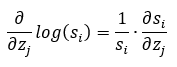 ∂/∂z_j log(s_i) = 1/s_i · ∂s_i/∂z_j